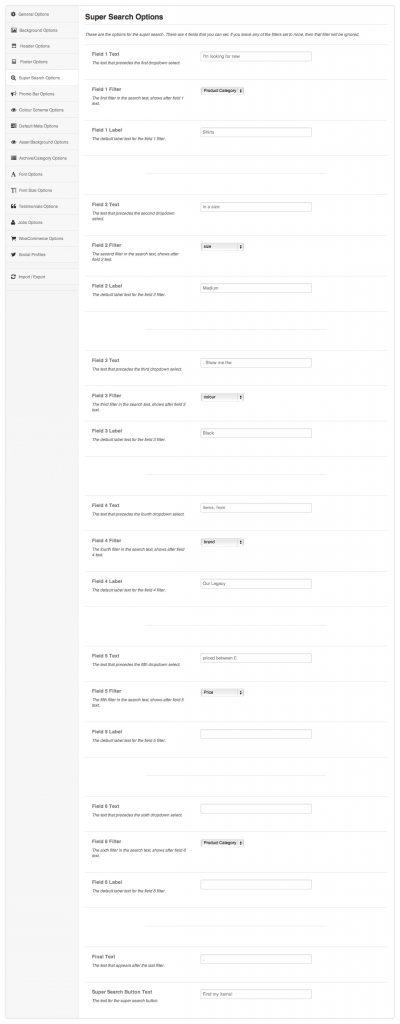 General Options
Background Options
Header Options
Footer Options
Super Search Options
Promo Bar Options
Colour Scheme Options
Default Meta Options
Asset Background Options
Archive/Category Options
Font Options
Font Size Options
Testimonials Options
Jobs Options
WooCommerce Options
Social Profiles
Import / Export
Super Search Options
These are the options for the super search. There are 4 fields that you can set. If you leave any of the filters set to none, then that filter will be ignored.
Field 1 Text
The text that precedes the first dropdown select.
I'm looking for new
Field 1 Filter
The first filter in the search text, shows after field 1
text.
Product Category
Field 1 Label
The default label text for the field 1 filter.
Shirts
Field 2 Text
The text that precedes the second dropdown
select.
in a size
Field 2 Filter
The second filter in the search text, shows after
field 2 text.
size
Field 2 Label
The default label text for the field 2 filter.
Medium
Field 3 Text
The text that precedes the third dropdown select.
. Show me the
Field 3 Filter
The third filter in the search text, shows after field 3
text.
colour
Field 3 Label
The default label text for the field 3 filter.
Black
Field 4 Text
The text that precedes the fourth dropdown select.
items, from
Field 4 Filter
The fourth filter in the search text, shows after field
4 text.
brand
Field 4 Label
The default label text for the field 4 filter.
Our Legacy
Field 5 Text
The text that precedes the fifth dropdown select.
priced between £
Field 5 Filter
The fifth filter in the search text, shows after field 5
text.
Price
Field 5 Label
The default label text for the field 5 filter.
Field 6 Text
The text that precedes the sixth dropdown select.
Field 6 Filter
The sixth filter in the search text, shows after field 6
text.
Product Category
Field 6 Label
The default label text for the field 6 filter.
Final Text
The text that appears after the last filter.
.
Super Search Button Text
The text for the super search button.
Find my items!